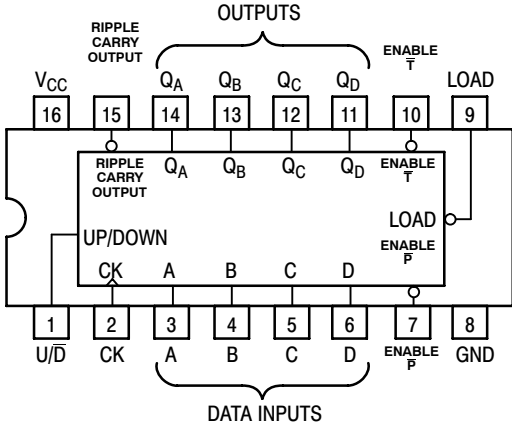 OUTPUTS
RIPPLE
CARRY
OUTPUT
ENABLE
T̅
VCC QA QB QC QD LOAD
16 15 14 13 12 11 10 9
RIPPLE
CARRY
OUTPUT
QA QB QC QD
ENABLE
T̅
LOAD
UP/DOWN
ENABLE
P̅
CK A B C D
1 2 3 4 5 6 7 8
U/D̅ CK A B C D ENABLE P̅ GND
DATA INPUTS